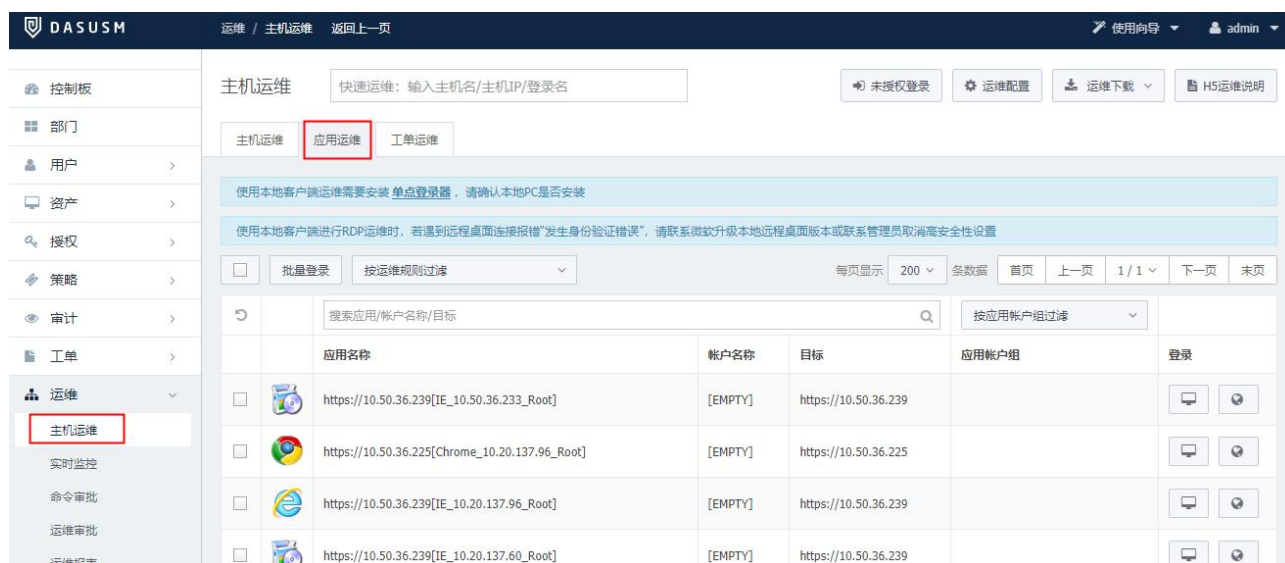 DASUSM
运维 / 主机运维 返回上一页
使用向导
admin
控制板
部门
用户
资产
授权
策略
审计
工单
运维
主机运维
实时监控
命令审批
运维审批
运维报表
主机运维
快速运维：输入主机名/主机IP/登录名
未授权登录
运维配置
运维下载
H5运维说明
主机运维 应用运维 工单运维
使用本地客户端运维需要安装 单点登录器 ，请确认本地PC是否安装
使用本地客户端进行RDP运维时，若遇到远程桌面连接报错"发生身份验证错误"，请联系微软升级本地远程桌面版本或联系管理员取消高安全性设置
批量登录 按运维规则过滤 每页显示 200 条数据 首页 上一页 1 / 1 下一页 末页
搜索应用/帐户名称/目标 按应用帐户组过滤
应用名称 帐户名称 目标 应用帐户组 登录
https://10.50.36.239[IE_10.50.36.233_Root] [EMPTY] https://10.50.36.239
https://10.50.36.225[Chrome_10.20.137.96_Root] [EMPTY] https://10.50.36.225
https://10.50.36.239[IE_10.20.137.96_Root] [EMPTY] https://10.50.36.239
https://10.50.36.239[IE_10.20.137.60_Root] [EMPTY] https://10.50.36.239